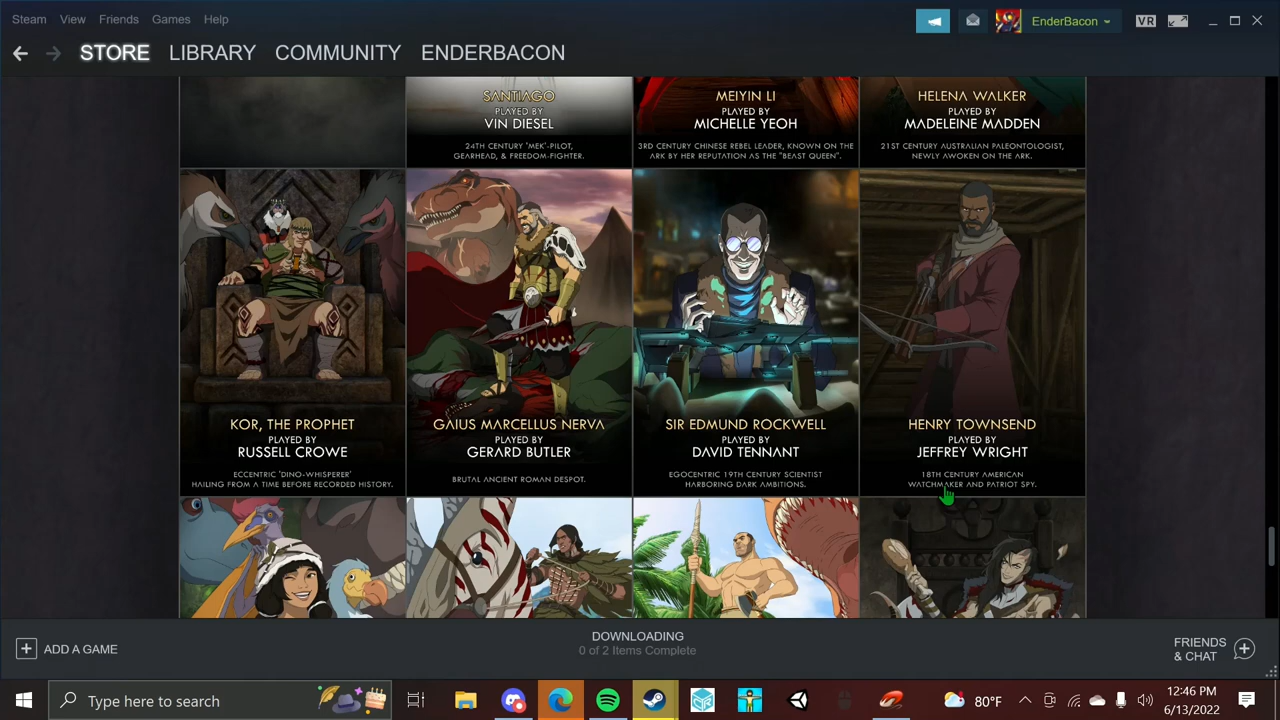 Steam View Friends Games Help
EnderBacon
VR
STORE LIBRARY COMMUNITY ENDERBACON
SANTIAGO
PLAYED BY
VIN DIESEL
24TH CENTURY 'MEK'-PILOT,
GEARHEAD, & FREEDOM-FIGHTER.
MEIYIN LI
PLAYED BY
MICHELLE YEOH
3RD CENTURY CHINESE REBEL LEADER, KNOWN ON THE
ARK BY HER REPUTATION AS THE "BEAST QUEEN".
HELENA WALKER
PLAYED BY
MADELEINE MADDEN
21ST CENTURY AUSTRALIAN PALEONTOLOGIST,
NEWLY AWOKEN ON THE ARK.
KOR, THE PROPHET
PLAYED BY
RUSSELL CROWE
ECCENTRIC 'DINO-WHISPERER'
HAILING FROM A TIME BEFORE RECORDED HISTORY.
GAIUS MARCELLUS NERVA
PLAYED BY
GERARD BUTLER
BRUTAL ANCIENT ROMAN DESPOT.
SIR EDMUND ROCKWELL
PLAYED BY
DAVID TENNANT
EGOCENTRIC 19TH CENTURY SCIENTIST
HARBORING DARK AMBITIONS.
HENRY TOWNSEND
PLAYED BY
JEFFREY WRIGHT
18TH CENTURY AMERICAN
WATCHMAKER AND PATRIOT SPY.
ADD A GAME
DOWNLOADING
0 of 2 Items Complete
FRIENDS
& CHAT
Type here to search
80°F
12:46 PM
6/13/2022